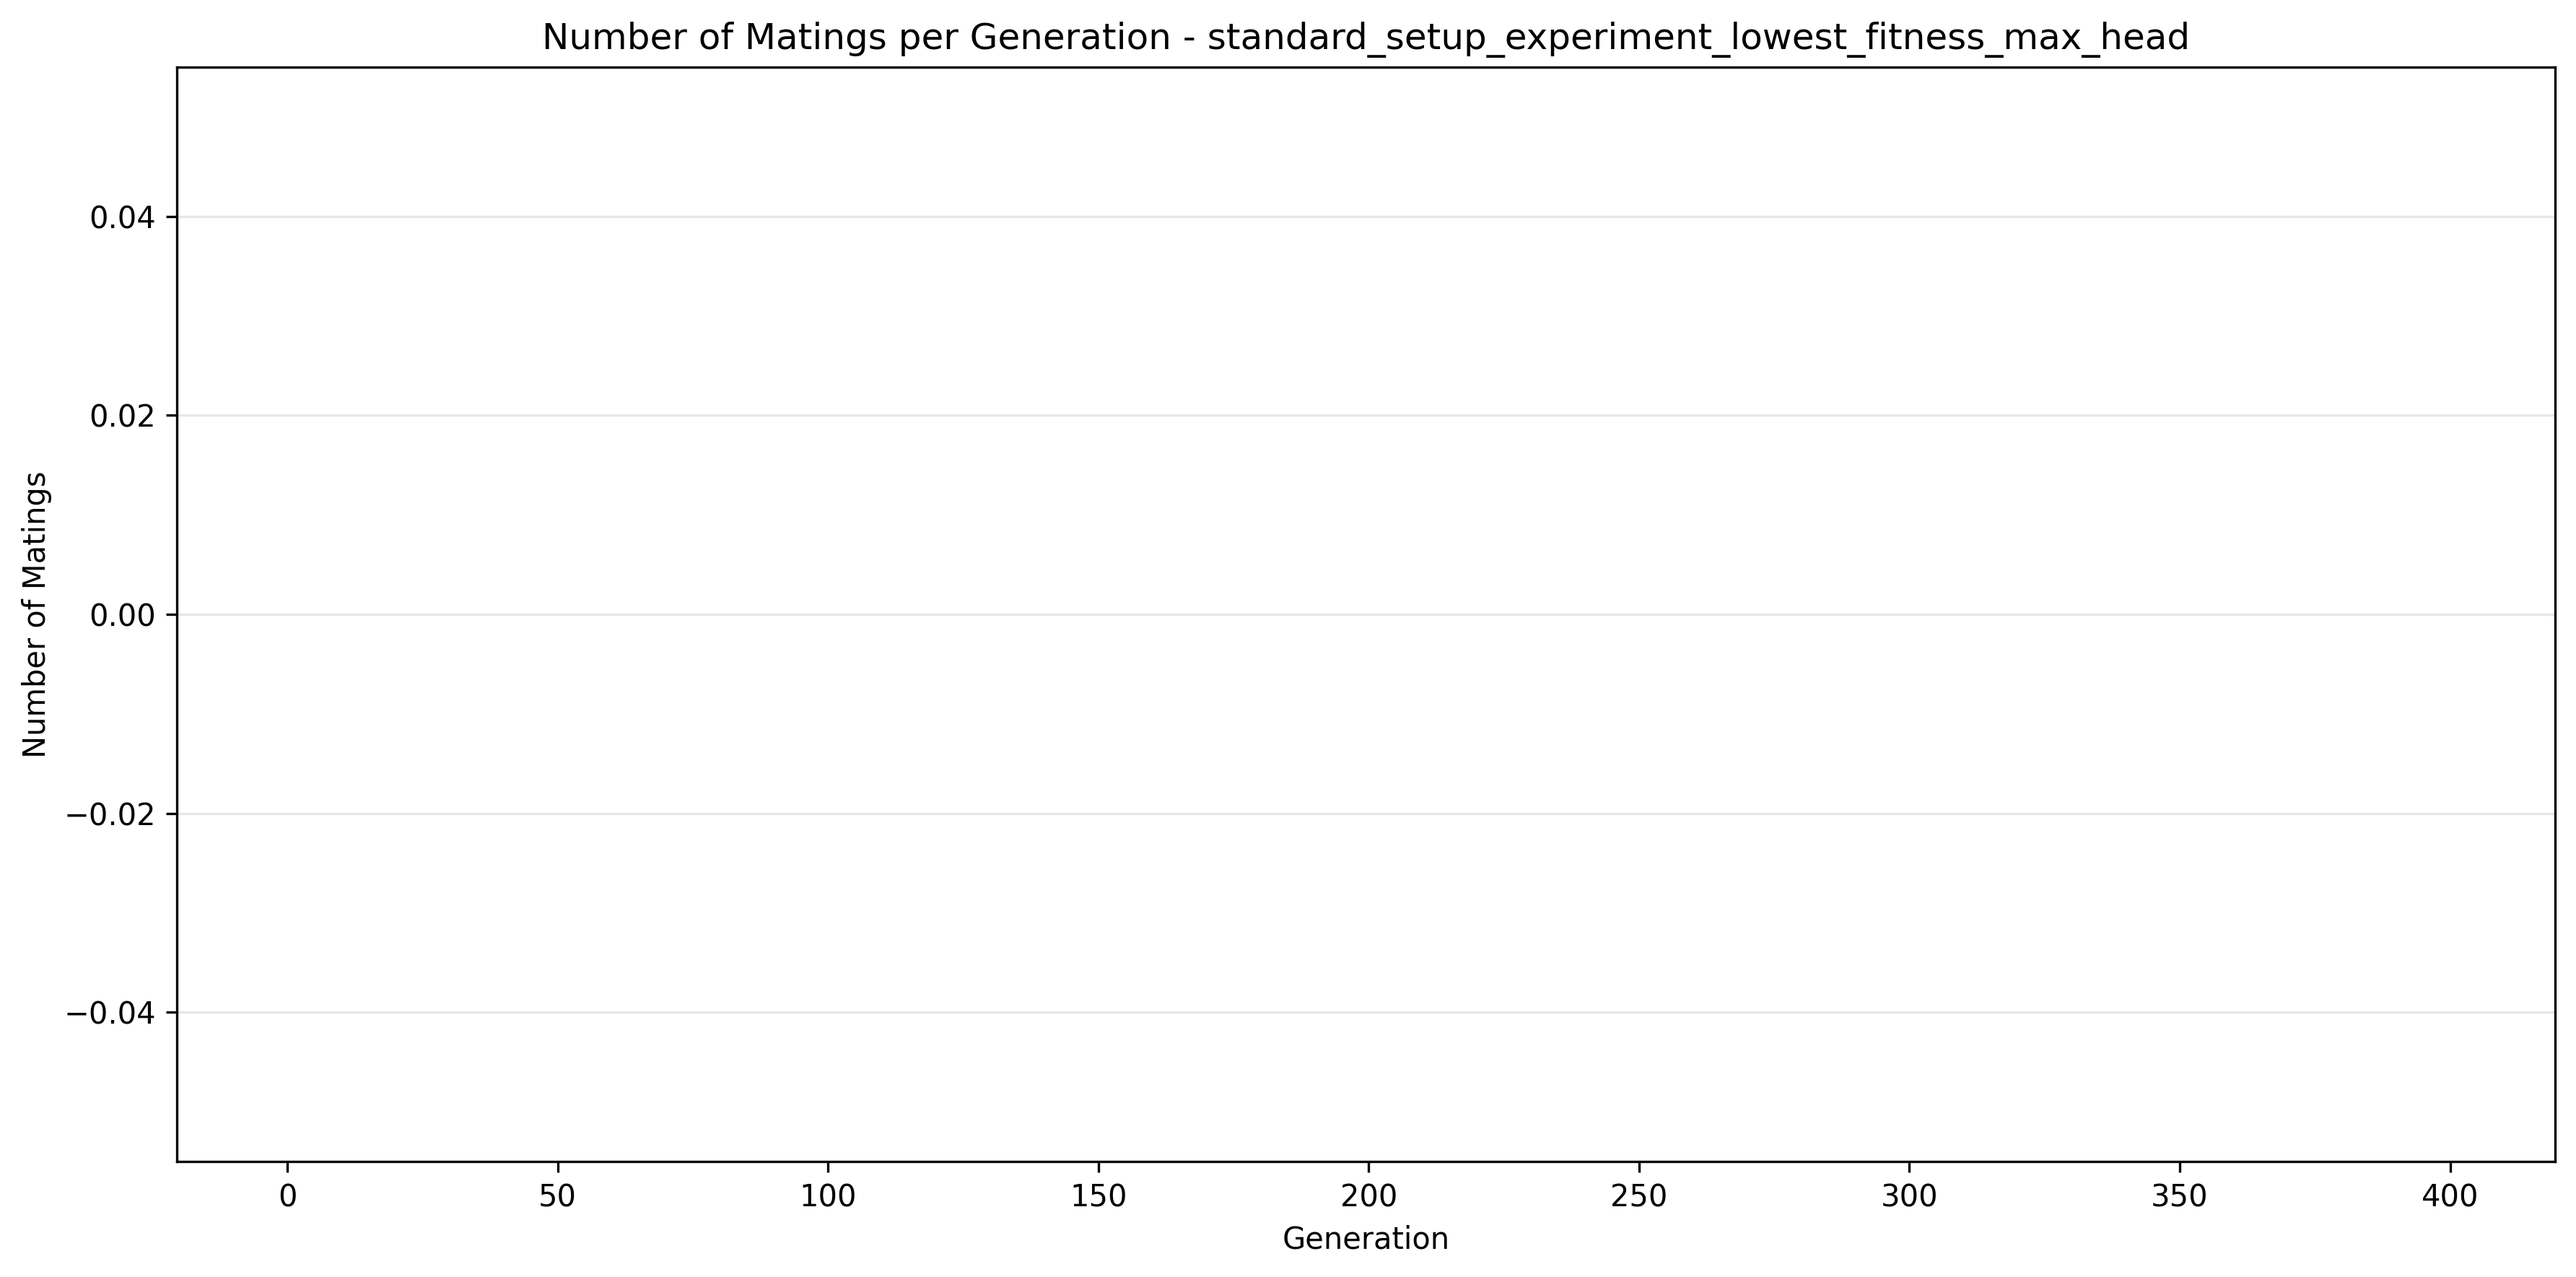 Number of Matings per Generation - standard_setup_experiment_lowest_fitness_max_head
Number of Matings
0.04
0.02
0.00
−0.02
−0.04
0 50 100 150 200 250 300 350 400
Generation